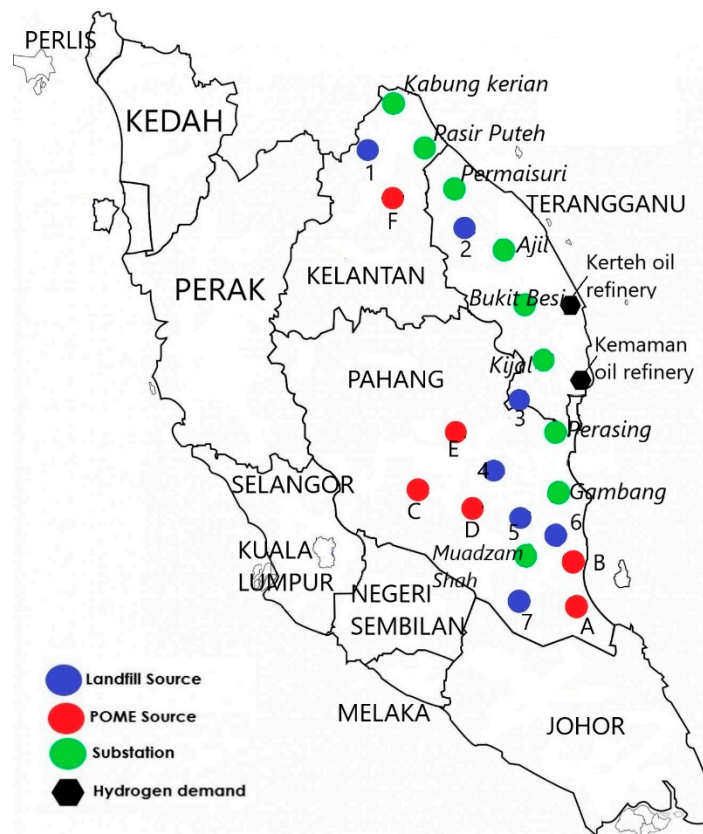 PERLIS
Kabung kerian
KEDAH
Pasir Puteh
1
Permaisuri
F
TERANGGANU
2
Ajil
KELANTAN
Kerteh oil
refinery
PERAK
Bukit Besi
Kemaman
oil refinery
Kijal
PAHANG
3
Perasing
E
4
SELANGOR
Gambang
C
D
5
6
KUALA
LUMPUR
Muadzam
Shah
B
NEGERI
SEMBILAN
7
A
Landfill Source
POME Source
MELAKA
JOHOR
Substation
Hydrogen demand